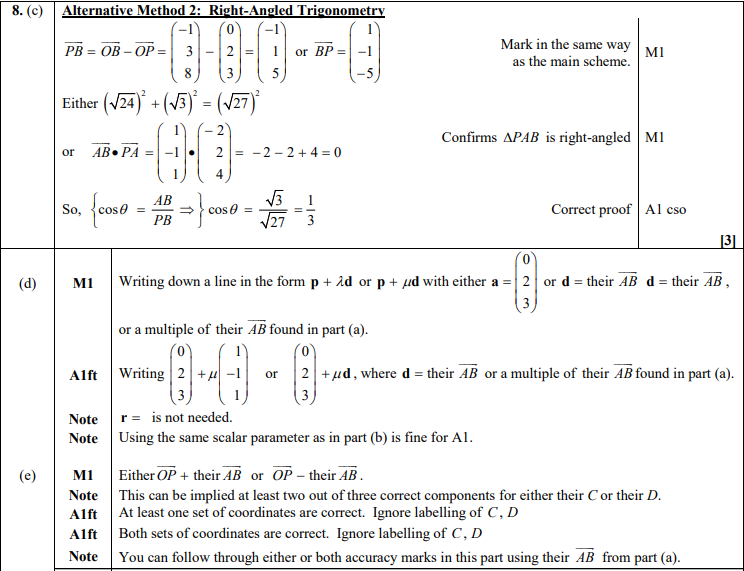 8. (c) Alternative Method 2: Right-Angled Trigonometry
PB = OB − OP = (−1 3 8) − (0 2 3) = (−1 1 5) or BP = (1 −1 −5) Mark in the same way as the main scheme. M1
Either (√24)² + (√3)² = (√27)²
or AB • PA = (1 −1 1) • (−2 2 4) = −2 − 2 + 4 = 0 Confirms ΔPAB is right-angled M1
So, {cosθ = AB/PB ⇒} cosθ = √3/√27 = 1/3 Correct proof A1 cso
[3]
(d) M1 Writing down a line in the form p + λd or p + μd with either a = (0 2 3) or d = their AB d = their AB ,
or a multiple of their AB found in part (a).
A1ft Writing (0 2 3) + μ(1 −1 1) or (0 2 3) + μd , where d = their AB or a multiple of their AB found in part (a).
Note r = is not needed.
Note Using the same scalar parameter as in part (b) is fine for A1.
(e) M1 Either OP + their AB or OP − their AB .
Note This can be implied at least two out of three correct components for either their C or their D.
A1ft At least one set of coordinates are correct. Ignore labelling of C, D
A1ft Both sets of coordinates are correct. Ignore labelling of C, D
Note You can follow through either or both accuracy marks in this part using their AB from part (a).